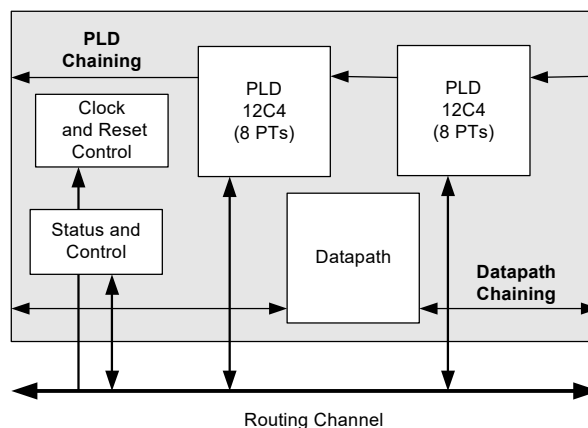 PLD
Chaining
PLD
12C4
(8 PTs)
PLD
12C4
(8 PTs)
Clock
and Reset
Control
Status and
Control
Datapath
Datapath
Chaining
Routing Channel